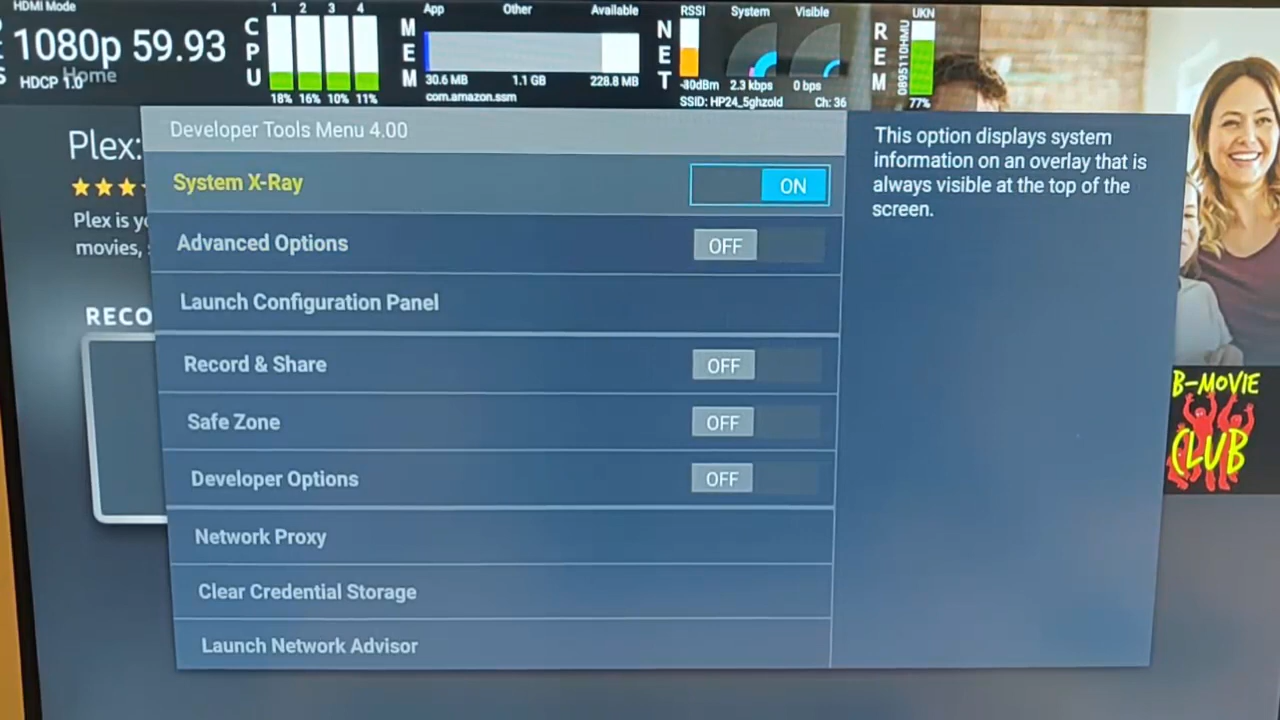 HDMI Mode
1080p 59.93
HDCP 1.0
Home
CPU
1 2 3 4
18% 16% 10% 11%
MEM
App Other Available
30.6 MB 1.1 GB 228.8 MB
com.amazon.ssm
NET
RSSI System Visible
2.3 kbps 0 bps
SSID: HP24_5ghzold Ch: 36
REM
UKN
77%
Plex:
Plex is
movies,
RECO
Developer Tools Menu 4.00
System X-Ray ON
Advanced Options OFF
Launch Configuration Panel
Record & Share OFF
Safe Zone OFF
Developer Options OFF
Network Proxy
Clear Credential Storage
Launch Network Advisor
This option displays system
information on an overlay that is
always visible at the top of the
screen.
B-MOVIE
CLUB